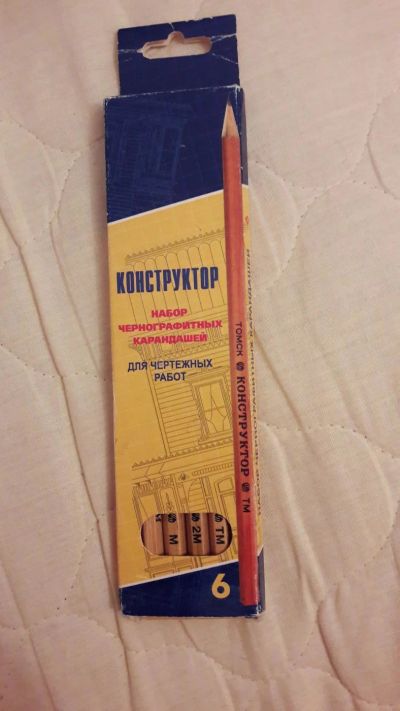 КОНСТРУКТОР
НАБОР
ЧЕРНОГРАФИТНЫХ
КАРАНДАШЕЙ
ДЛЯ ЧЕРТЕЖНЫХ
РАБОТ
ТОМСК КОНСТРУКТОР ТМ
М
2М
ТМ
6